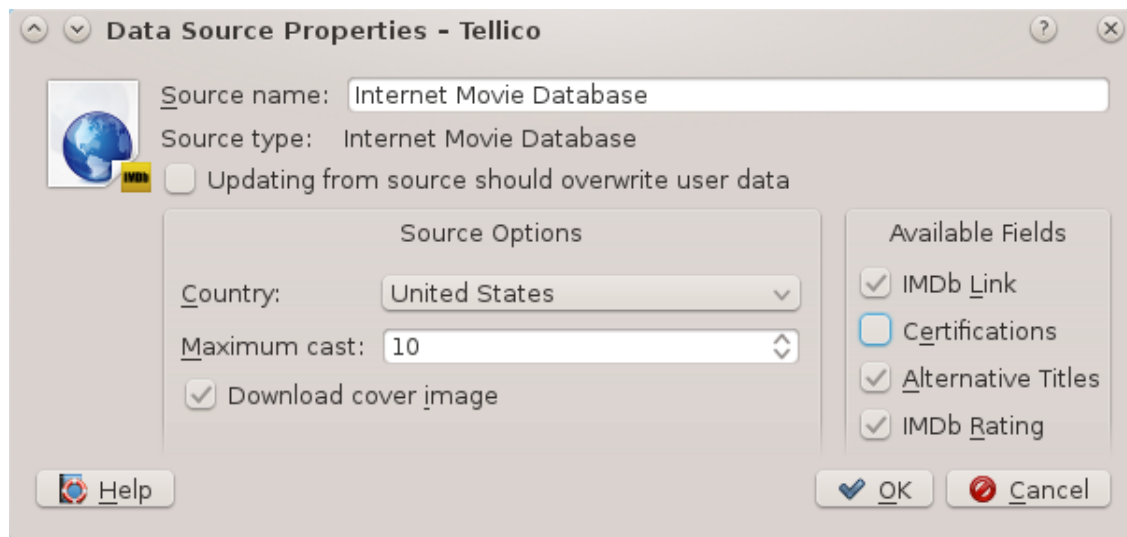 Data Source Properties – Tellico
?
Source name: Internet Movie Database
Source type: Internet Movie Database
IMDb
Updating from source should overwrite user data
Source Options
Country: United States
Maximum cast: 10
Download cover image
Available Fields
IMDb Link
Certifications
Alternative Titles
IMDb Rating
Help
OK
Cancel